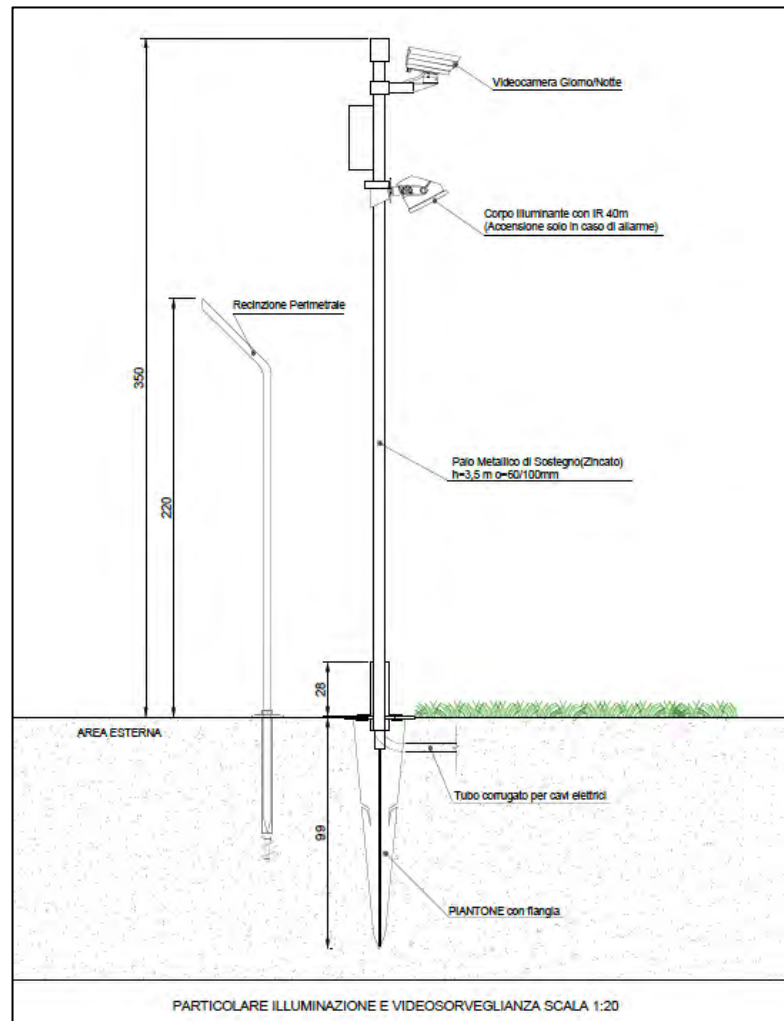 Videocamera Giorno/Notte
Corpo Illuminante con IR 40m
(Accensione solo in caso di allarme)
Recinzione Perimetrale
350
220
Palo Metallico di Sostegno(Zincato)
h=3,5 m o=60/100mm
28
AREA ESTERNA
Tubo corrugato per cavi elettrici
99
PIANTONE con flangia
PARTICOLARE ILLUMINAZIONE E VIDEOSORVEGLIANZA SCALA 1:20